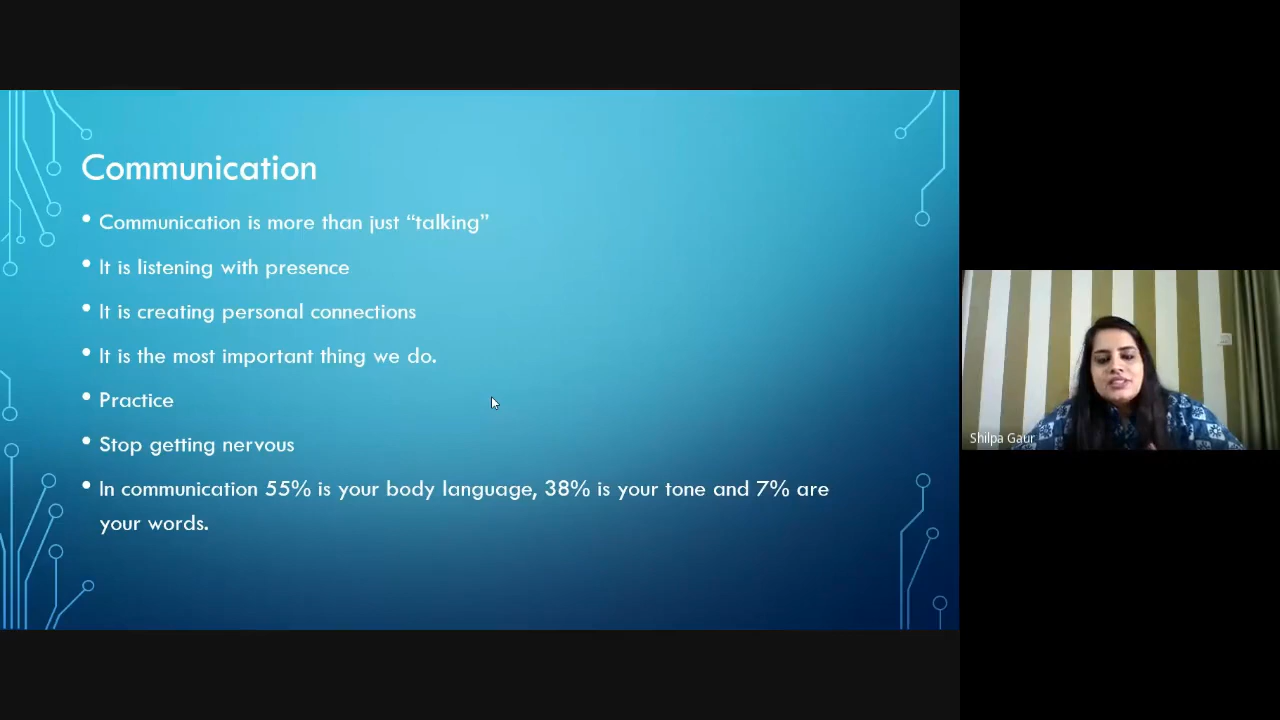 Communication
• Communication is more than just “talking”
• It is listening with presence
• It is creating personal connections
• It is the most important thing we do.
• Practice
• Stop getting nervous
• In communication 55% is your body language, 38% is your tone and 7% are
your words.
Shilpa Gaur